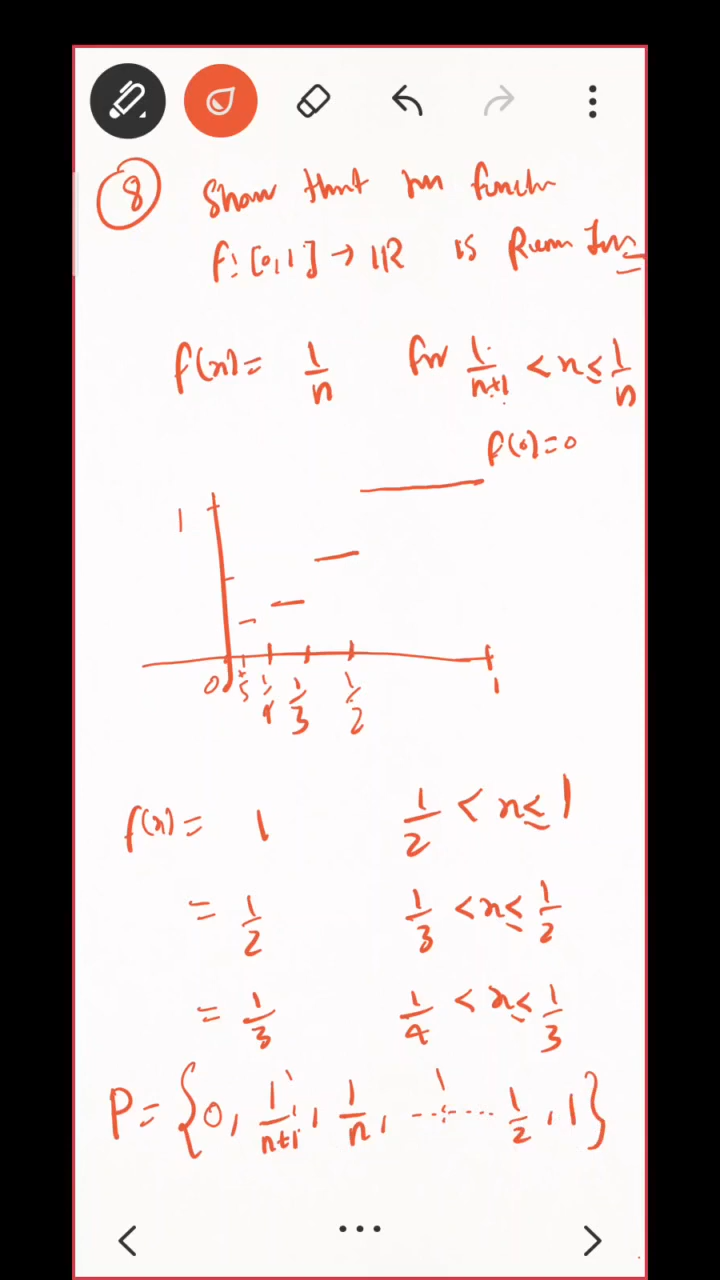 8 Show that the function
f: [0,1] → IR is Riem Int
f(x) = 1/n for 1/n+1 < x ≤ 1/n
f(0)=0
1
0 1/5 1/4 1/3 1/2 1
f(x) = 1 1/2 < x ≤ 1
= 1/2 1/3 < x ≤ 1/2
= 1/3 1/4 < x ≤ 1/3
P = {0, 1/n+1, 1/n, ......... 1/2, 1}